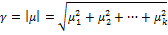 γ = |μ| = √(μ₁² + μ₂² + ⋯ + μₖ²)